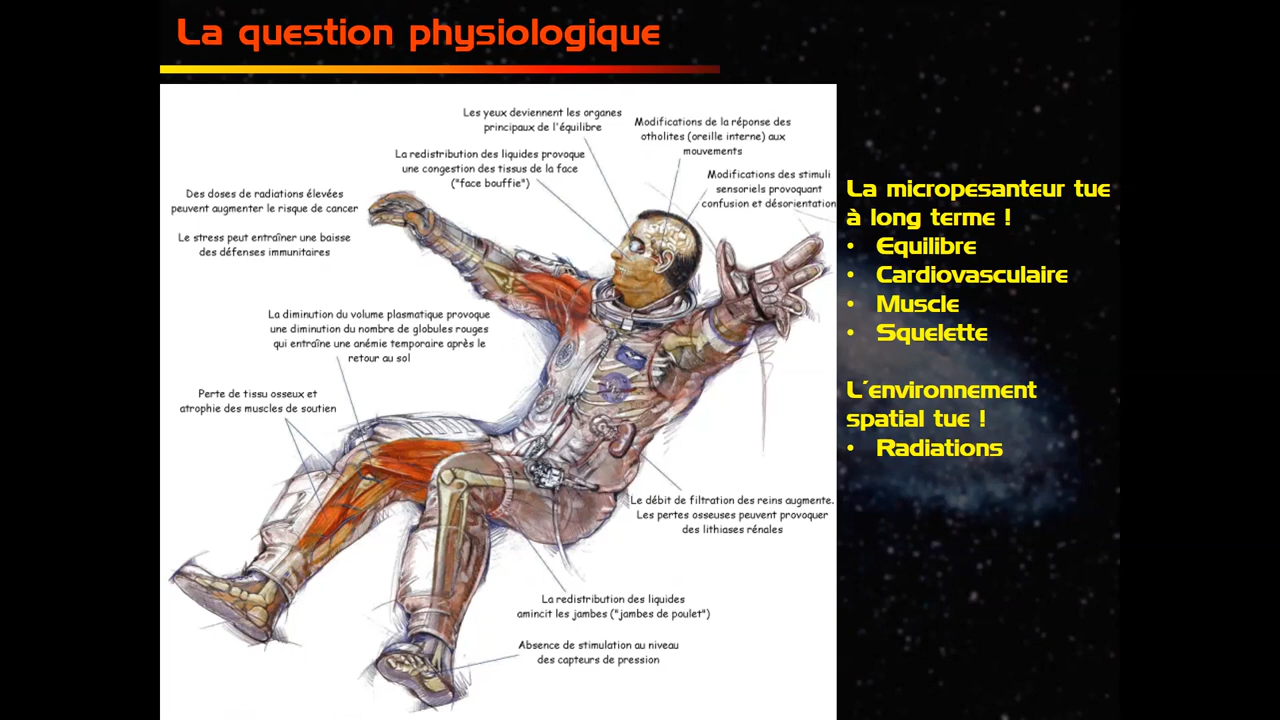 La question physiologique
Les yeux deviennent les organes
principaux de l'équilibre
Modifications de la réponse des
otholites (oreille interne) aux
mouvements
La redistribution des liquides provoque
une congestion des tissus de la face
("face bouffie")
Modifications des stimuli
sensoriels provoquant
confusion et désorientation
Des doses de radiations élevées
peuvent augmenter le risque de cancer
Le stress peut entraîner une baisse
des défenses immunitaires
La diminution du volume plasmatique provoque
une diminution du nombre de globules rouges
qui entraîne une anémie temporaire après le
retour au sol
Perte de tissu osseux et
atrophie des muscles de soutien
Le débit de filtration des reins augmente.
Les pertes osseuses peuvent provoquer
des lithiases rénales
La redistribution des liquides
amincit les jambes ("jambes de poulet")
Absence de stimulation au niveau
des capteurs de pression
La micropesanteur tue
à long terme !
• Equilibre
• Cardiovasculaire
• Muscle
• Squelette
L'environnement
spatial tue !
• Radiations